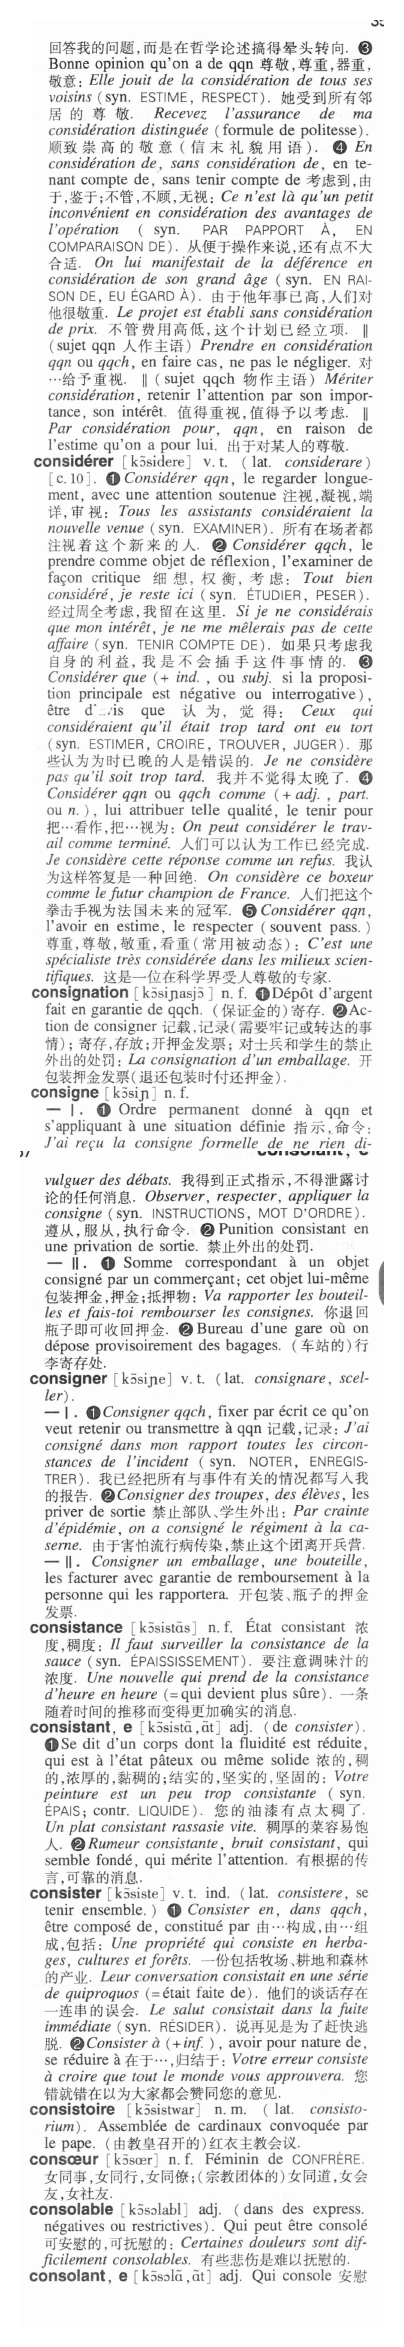 回答我的问题,而是在哲学论述搞得晕头转向. ❸
Bonne opinion qu'on a de qqn 尊敬,尊重,器重,
敬意: Elle jouit de la considération de tous ses
voisins (syn. ESTIME, RESPECT). 她受到所有邻
居的尊敬. Recevez l'assurance de ma
considération distinguée (formule de politesse).
顺致崇高的敬意(信末礼貌用语). ❹ En
considération de, sans considération de, en te-
nant compte de, sans tenir compte de 考虑到,由
于,鉴于;不管,不顾,无视: Ce n'est là qu'un petit
inconvénient en considération des avantages de
l'opération ( syn. PAR PAPPORT À, EN
COMPARAISON DE). 从便于操作来说,还有点不大
合适. On lui manifestait de la déférence en
considération de son grand âge (syn. EN RAI-
SON DE, EU ÉGARD À). 由于他年事已高,人们对
他很敬重. Le projet est établi sans considération
de prix. 不管费用高低,这个计划已经立项. ‖
(sujet qqn 人作主语) Prendre en considération
qqn ou qqch, en faire cas, ne pas le négliger. 对
…给予重视. ‖ (sujet qqch 物作主语) Mériter
considération, retenir l'attention par son impor-
tance, son intérêt. 值得重视,值得予以考虑. ‖
Par considération pour, qqn, en raison de
l'estime qu'on a pour lui. 出于对某人的尊敬.
considérer [kɔ̃sidere] v. t. (lat. considerare)
[c. 10]. ❶ Considérer qqn, le regarder longue-
ment, avec une attention soutenue 注视,凝视,端
详,审视: Tous les assistants considéraient la
nouvelle venue (syn. EXAMINER). 所有在场者都
注视着这个新来的人. ❷ Considérer qqch, le
prendre comme objet de réflexion, l'examiner de
façon critique 细想,权衡,考虑: Tout bien
considéré, je reste ici (syn. ÉTUDIER, PESER).
经过周全考虑,我留在这里. Si je ne considérais
que mon intérêt, je ne me mêlerais pas de cette
affaire (syn. TENIR COMPTE DE). 如果只考虑我
自身的利益,我是不会插手这件事情的. ❸
Considérer que (+ ind., ou subj. si la proposi-
tion principale est négative ou interrogative),
être d' que 认为,觉得: Ceux qui
considéraient qu'il était trop tard ont eu tort
(syn. ESTIMER, CROIRE, TROUVER, JUGER). 那
些认为为时已晚的人是错误的. Je ne considère
pas qu'il soit trop tard. 我并不觉得太晚了. ❹
Considérer qqn ou qqch comme (+ adj., part.
ou n.), lui attribuer telle qualité, le tenir pour
把…看作,把…视为: On peut considérer le trav-
ail comme terminé. 人们可以认为工作已经完成.
Je considère cette réponse comme un refus. 我认
为这样答复是一种回绝. On considère ce boxeur
comme le futur champion de France. 人们把这个
拳击手视为法国未来的冠军. ❺ Considérer qqn,
l'avoir en estime, le respecter (souvent pass.)
尊重,尊敬,敬重,看重(常用被动态): C'est une
spécialiste très considérée dans les milieux scien-
tifiques. 这是一位在科学界受人尊敬的专家.
consignation [kɔ̃siɲasjɔ̃] n. f. ❶Dépôt d'argent
fait en garantie de qqch. (保证金的)寄存. ❷Ac-
tion de consigner 记载,记录(需要牢记或转达的事
情);寄存,存放;开押金发票;对士兵和学生的禁止
外出的处罚: La consignation d'un emballage. 开
包装押金发票(退还包装时付还押金).
consigne [kɔ̃siɲ] n. f.
— Ⅰ. ❶ Ordre permanent donné à qqn et
s'appliquant à une situation définie 指示,命令:
J'ai reçu la consigne formelle de ne rien di-
vulguer des débats. 我得到正式指示,不得泄露讨
论的任何消息. Observer, respecter, appliquer la
consigne (syn. INSTRUCTIONS, MOT D'ORDRE).
遵从,服从,执行命令. ❷ Punition consistant en
une privation de sortie. 禁止外出的处罚.
— Ⅱ. ❶ Somme correspondant à un objet
consigné par un commerçant; cet objet lui-même
包装押金,押金;抵押物: Va rapporter les bouteil-
les et fais-toi rembourser les consignes. 你退回
瓶子即可收回押金. ❷ Bureau d'une gare où on
dépose provisoirement des bagages. (车站的)行
李寄存处.
consigner [kɔ̃siɲe] v. t. (lat. consignare, scel-
ler).
— Ⅰ. ❶Consigner qqch, fixer par écrit ce qu'on
veut retenir ou transmettre à qqn 记载,记录: J'ai
consigné dans mon rapport toutes les circon-
stances de l'incident (syn. NOTER, ENREGIS-
TRER). 我已经把所有与事件有关的情况都写入我
的报告. ❷Consigner des troupes, des élèves, les
priver de sortie 禁止部队、学生外出: Par crainte
d'épidémie, on a consigné le régiment à la ca-
serne. 由于害怕流行病传染,禁止这个团离开兵营.
— Ⅱ. Consigner un emballage, une bouteille,
les facturer avec garantie de remboursement à la
personne qui les rapportera. 开包装、瓶子的押金
发票.
consistance [kɔ̃sistɑ̃s] n. f. État consistant 浓
度,稠度: Il faut surveiller la consistance de la
sauce (syn. ÉPAISSISSEMENT). 要注意调味汁的
浓度. Une nouvelle qui prend de la consistance
d'heure en heure (=qui devient plus sûre). 一条
随着时间的推移而变得更加确实的消息.
consistant, e [kɔ̃sistɑ̃,ɑ̃t] adj. (de consister).
❶Se dit d'un corps dont la fluidité est réduite,
qui est à l'état pâteux ou même solide 浓的,稠
的,浓厚的,黏稠的;结实的,坚实的,坚固的: Votre
peinture est un peu trop consistante (syn.
ÉPAIS; contr. LIQUIDE). 您的油漆有点太稠了.
Un plat consistant rassasie vite. 稠厚的菜容易饱
人. ❷Rumeur consistante, bruit consistant, qui
semble fondé, qui mérite l'attention. 有根据的传
言,可靠的消息.
consister [kɔ̃siste] v. t. ind. (lat. consistere, se
tenir ensemble.) ❶ Consister en, dans qqch,
être composé de, constitué par 由…构成,由…组
成,包括: Une propriété qui consiste en herba-
ges, cultures et forêts. 一份包括牧场、耕地和森林
的产业. Leur conversation consistait en une série
de quiproquos (=était faite de). 他们的谈话存在
一连串的误会. Le salut consistait dans la fuite
immédiate (syn. RÉSIDER). 说再见是为了赶快逃
脱. ❷Consister à (+inf.), avoir pour nature de,
se réduire à 在于…,归结于: Votre erreur consiste
à croire que tout le monde vous approuvera. 您
错就错在以为大家都会赞同您的意见.
consistoire [kɔ̃sistwar] n. m. (lat. consisto-
rium). Assemblée de cardinaux convoquée par
le pape. (由教皇召开的)红衣主教会议.
consœur [kɔ̃sœr] n. f. Féminin de CONFRÈRE.
女同事,女同行,女同僚;(宗教团体的)女同道,女会
友,女社友.
consolable [kɔ̃sɔlabl] adj. (dans des express.
négatives ou restrictives). Qui peut être consolé
可安慰的,可抚慰的: Certaines douleurs sont dif-
ficilement consolables. 有些悲伤是难以抚慰的.
consolant, e [kɔ̃sɔlɑ̃,ɑ̃t] adj. Qui console 安慰